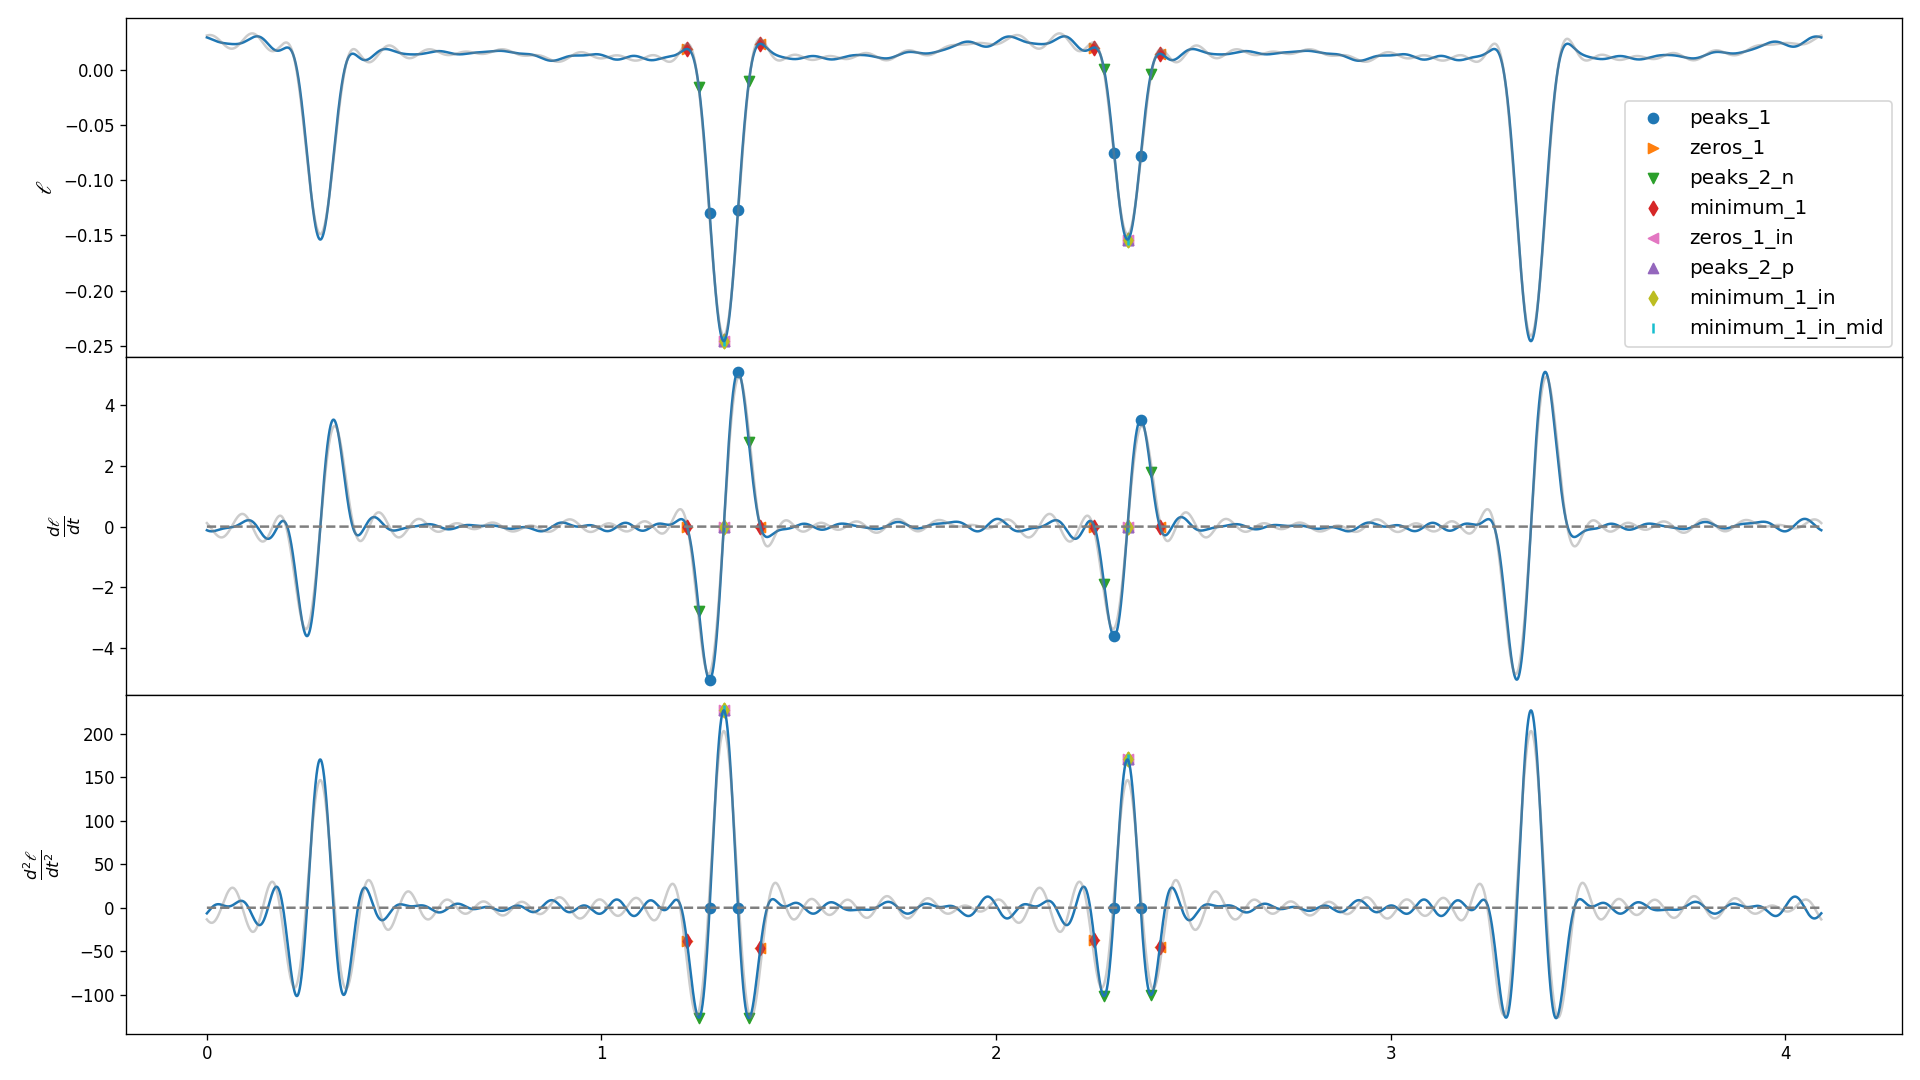 0.00
−0.05
−0.10
−0.15
−0.20
−0.25
ℓ
peaks_1
zeros_1
peaks_2_n
minimum_1
zeros_1_in
peaks_2_p
minimum_1_in
minimum_1_in_mid
4
2
0
−2
−4
dℓ
dt
200
150
100
50
0
−50
−100
d²ℓ
dt²
0 1 2 3 4